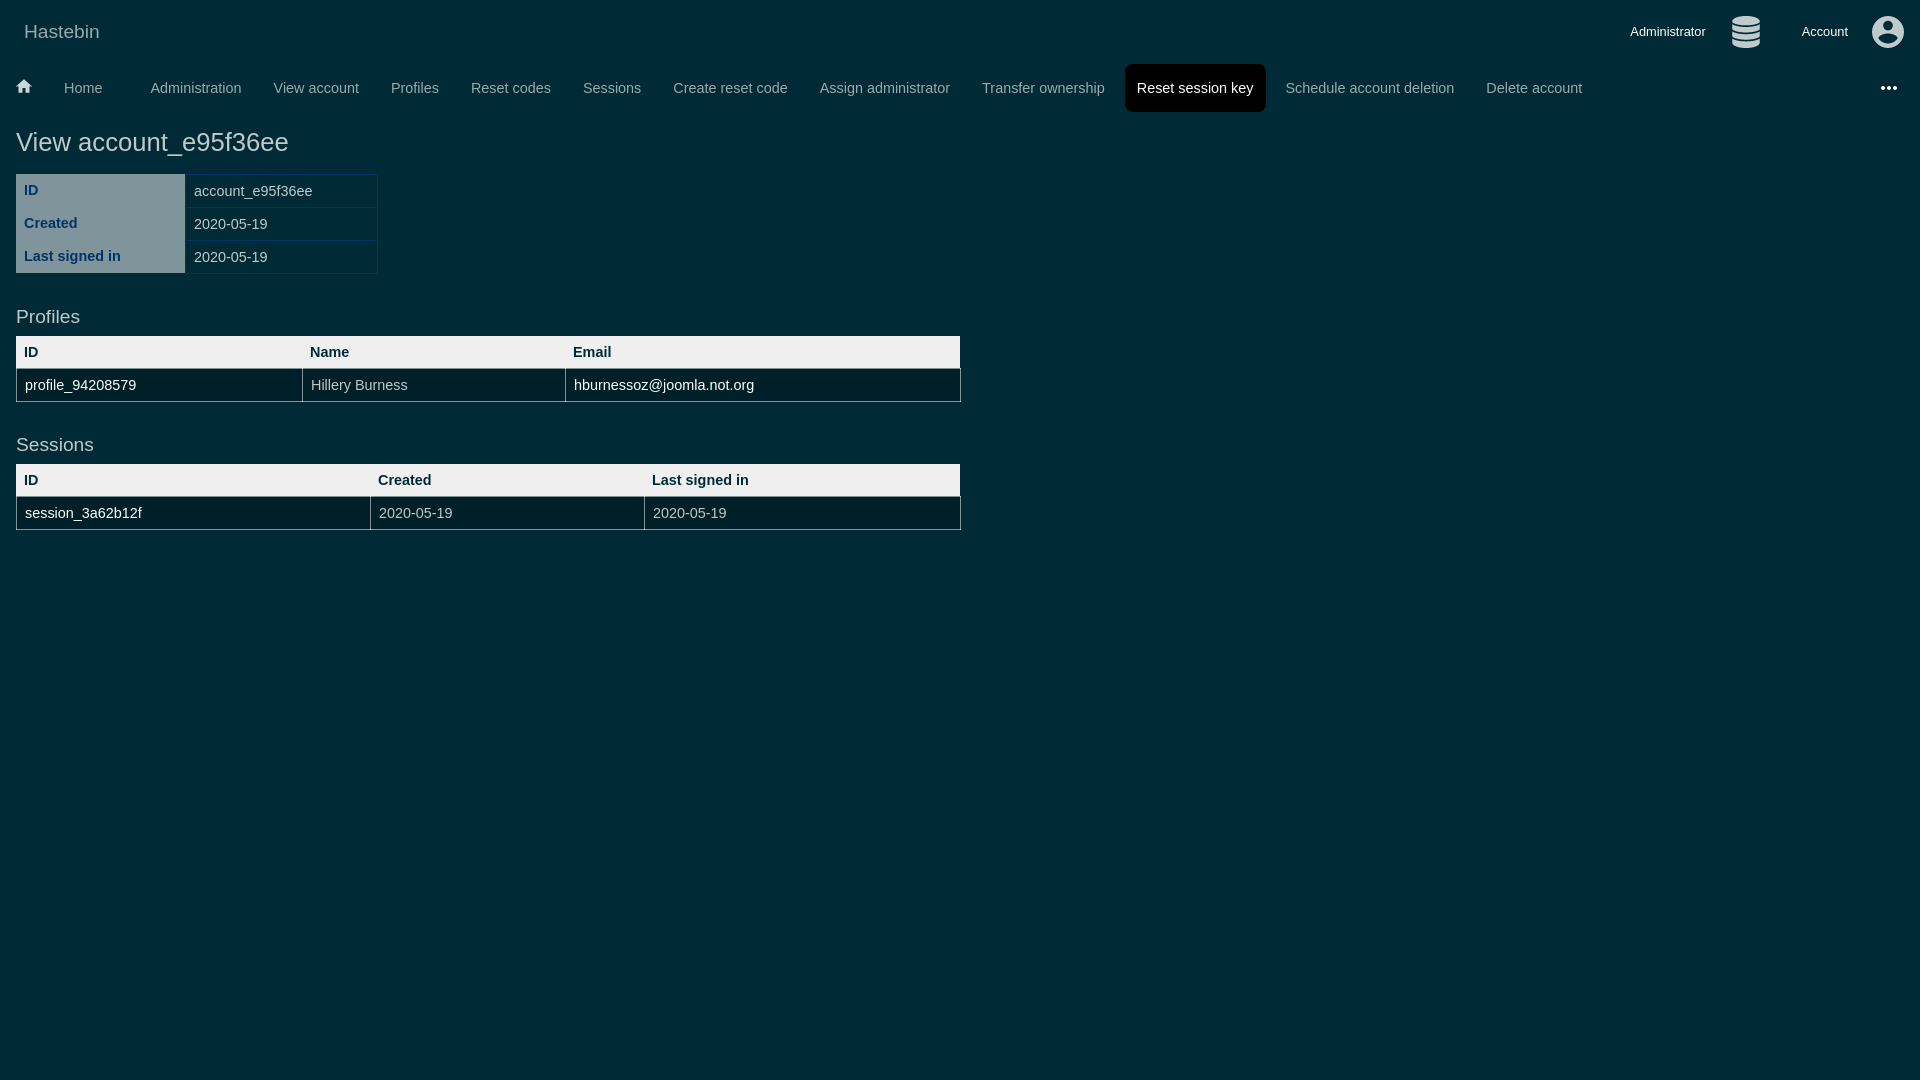 Hastebin
Administrator
Account
Home
Administration
View account
Profiles
Reset codes
Sessions
Create reset code
Assign administrator
Transfer ownership
Reset session key
Schedule account deletion
Delete account
View account_e95f36ee
ID account_e95f36ee
Created 2020-05-19
Last signed in 2020-05-19
Profiles
ID Name Email
profile_94208579 Hillery Burness hburnessoz@joomla.not.org
Sessions
ID Created Last signed in
session_3a62b12f 2020-05-19 2020-05-19